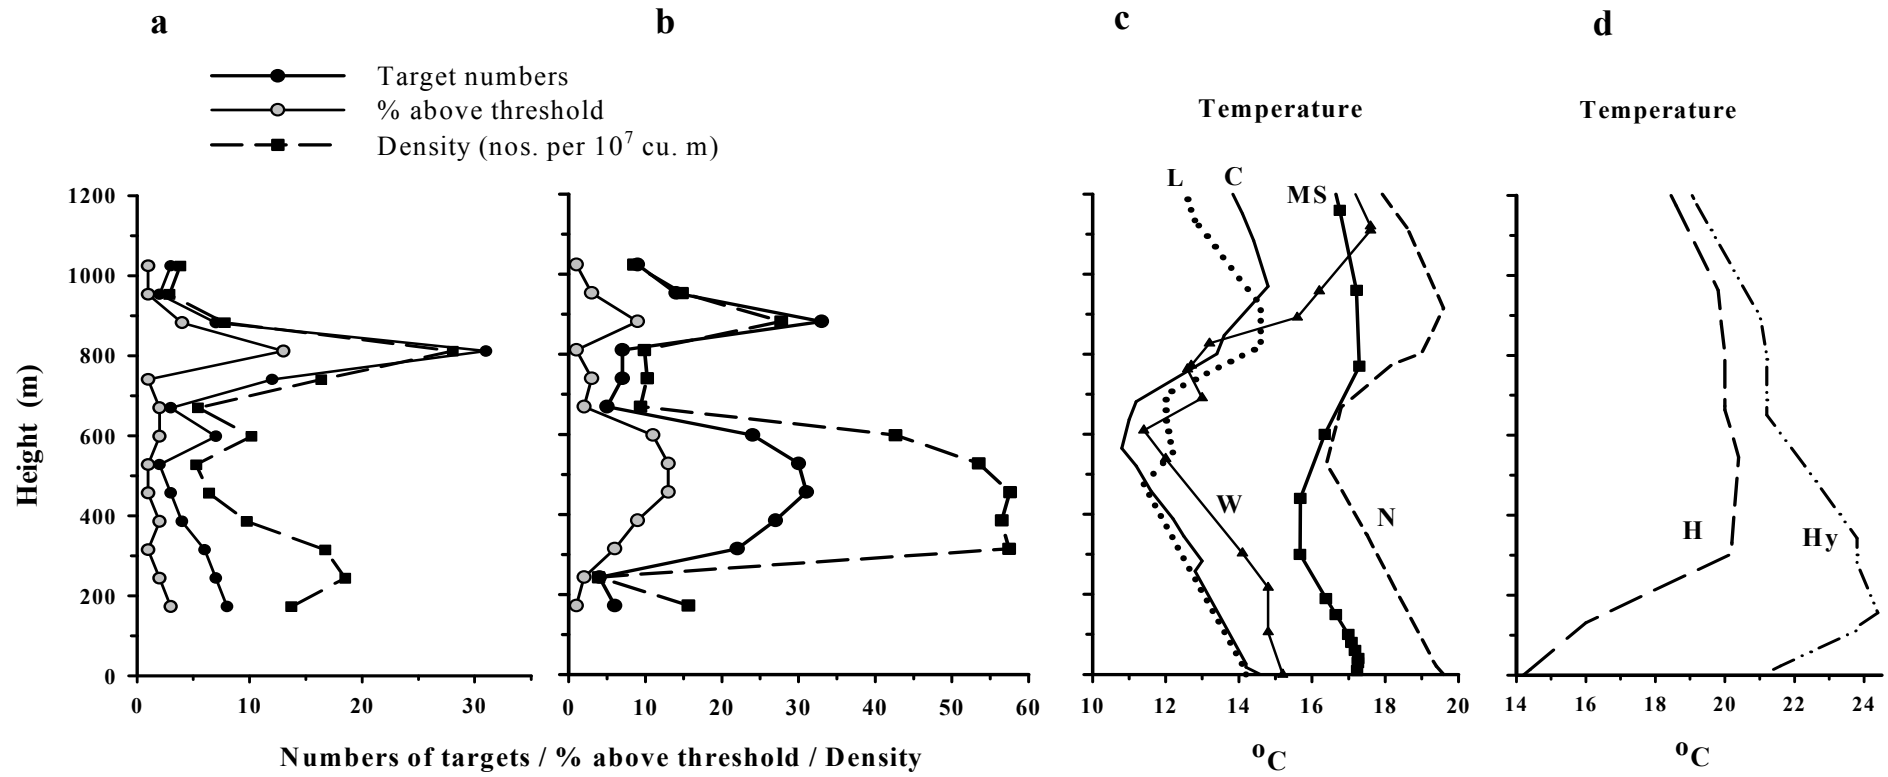 a b c d
Target numbers
% above threshold
Density (nos. per 10⁷ cu. m)
Temperature Temperature
L C MS
1200
1000
800
600
400
200
0
Height (m)
W N H Hy
0 10 20 30
0 10 20 30 40 50 60
10 12 14 16 18 20
14 16 18 20 22 24
Numbers of targets / % above threshold / Density
ºC ºC